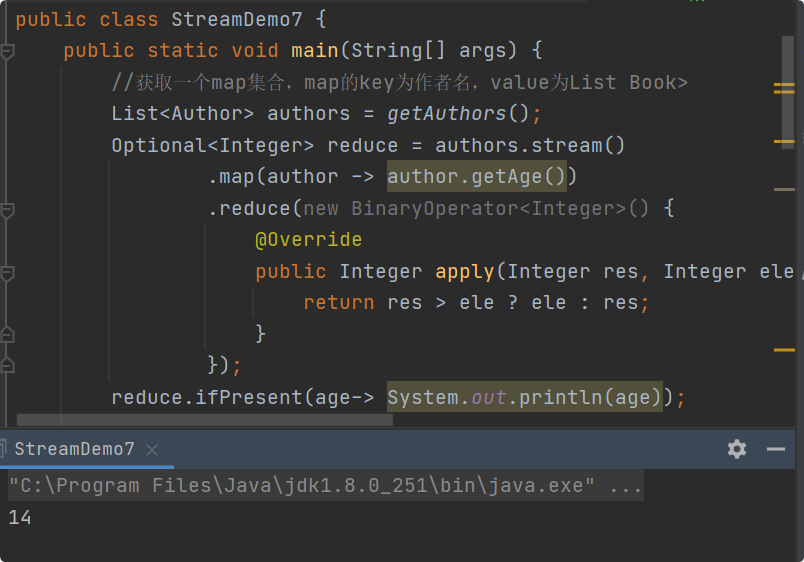 public class StreamDemo7 {
public static void main(String[] args) {
//获取一个map集合，map的key为作者名，value为List Book>
List<Author> authors = getAuthors();
Optional<Integer> reduce = authors.stream()
.map(author -> author.getAge())
.reduce(new BinaryOperator<Integer>() {
@Override
public Integer apply(Integer res, Integer ele
return res > ele ? ele : res;
}
});
reduce.ifPresent(age-> System.out.println(age));
StreamDemo7
"C:\Program Files\Java\jdk1.8.0_251\bin\java.exe" ...
14